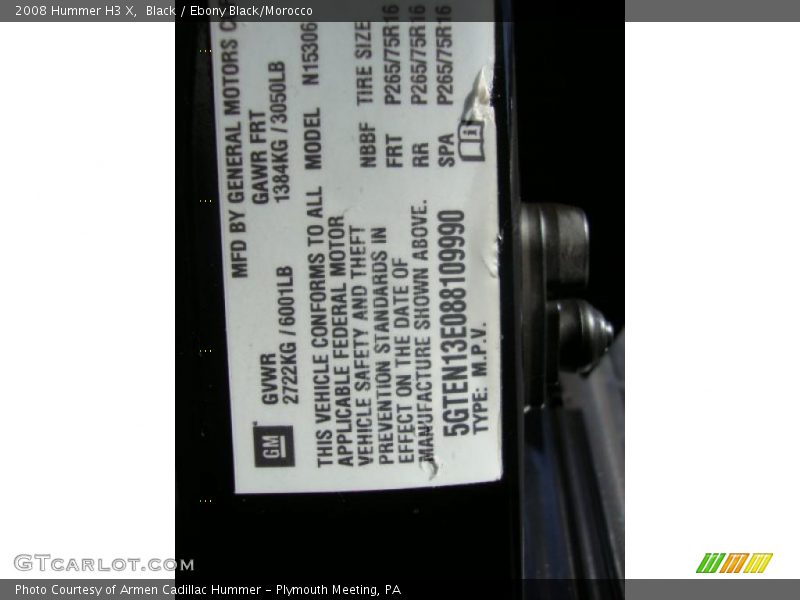 2008 Hummer H3 X, Black / Ebony Black/Morocco
MFD BY GENERAL MOTORS
GVWR GAWR FRT
2722KG / 6001LB 1384KG / 3050LB
THIS VEHICLE CONFORMS TO ALL MODEL N15306
APPLICABLE FEDERAL MOTOR
VEHICLE SAFETY AND THEFT NBBF TIRE SIZE
PREVENTION STANDARDS IN FRT P265/75R16
EFFECT ON THE DATE OF RR P265/75R16
MANUFACTURE SHOWN ABOVE. SPA P265/75R16
5GTEN13E088109990
TYPE: M.P.V.
GM
GTCARLOT.COM
Photo Courtesy of Armen Cadillac Hummer - Plymouth Meeting, PA